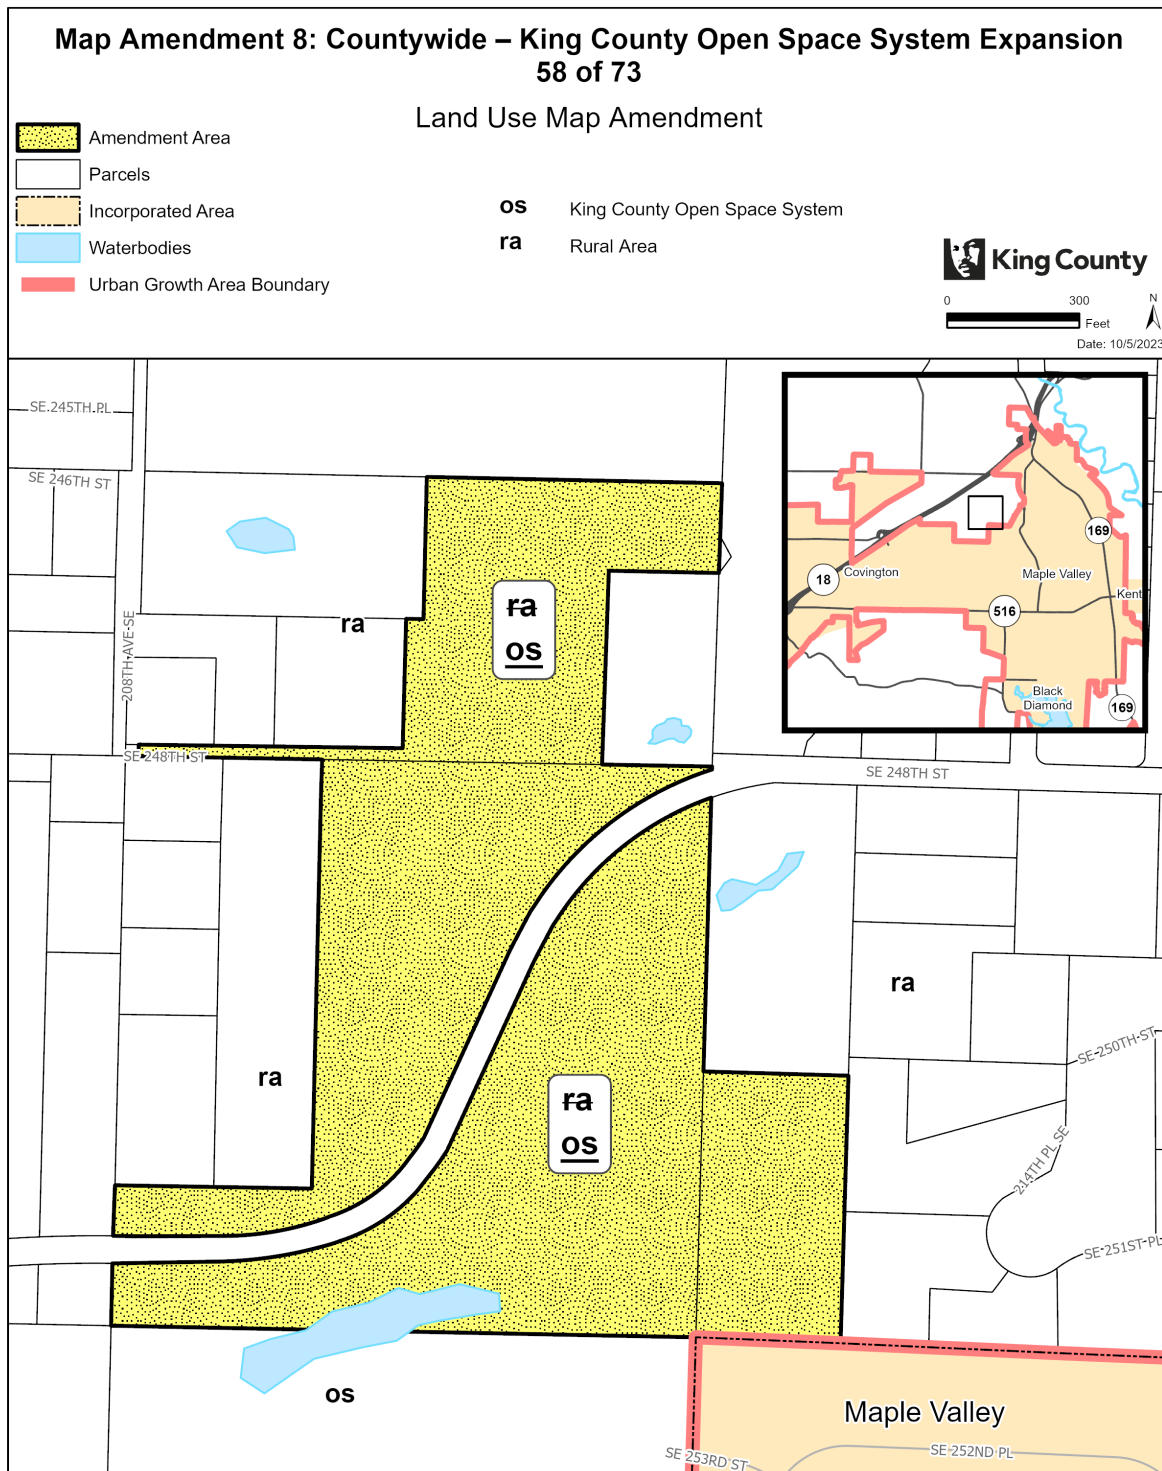 Map Amendment 8: Countywide – King County Open Space System Expansion
58 of 73
Land Use Map Amendment
Amendment Area
Parcels
Incorporated Area
Waterbodies
Urban Growth Area Boundary
os King County Open Space System
ra Rural Area
King County
0 300
Feet
N
Date: 10/5/2023
SE 245TH PL
SE 246TH ST
208TH AVE SE
ra
ra
os
SE 248TH ST
SE 248TH ST
18
Covington
Maple Valley
169
Kent
516
Black
Diamond
169
ra
ra
ra
os
SE 250TH ST
214TH PL SE
SE 251ST PL
os
Maple Valley
SE 252ND PL
SE 253RD ST